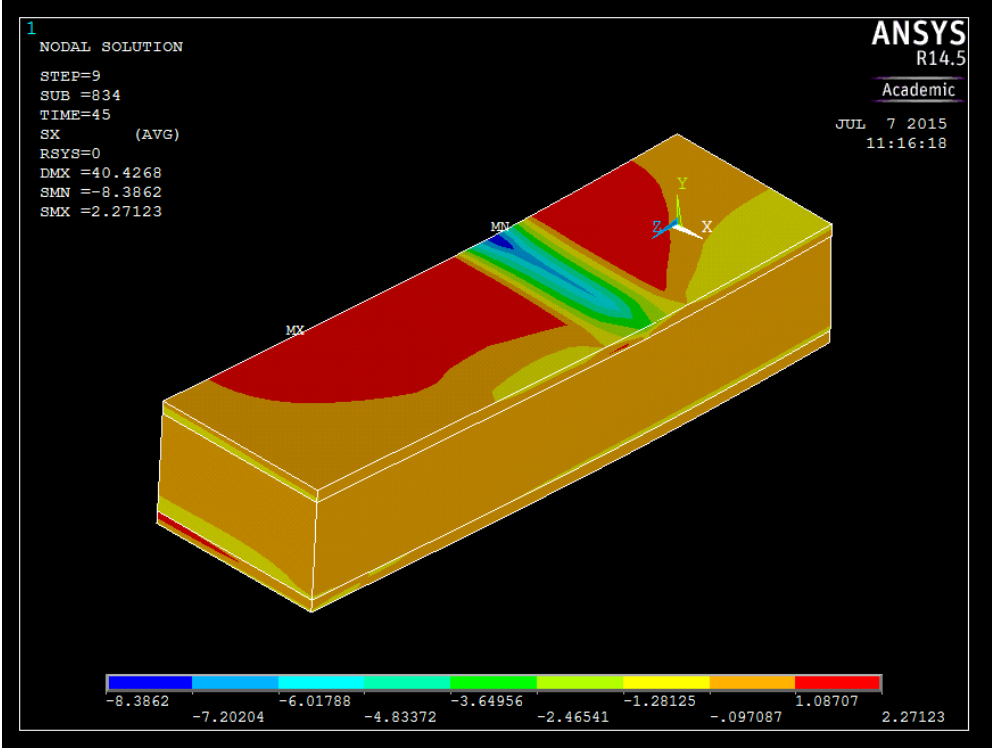 1
NODAL SOLUTION
STEP=9
SUB =834
TIME=45
SX (AVG)
RSYS=0
DMX =40.4268
SMN =-8.3862
SMX =2.27123
ANSYS
R14.5
Academic
JUL 7 2015
11:16:18
Y
MN
Z X
MX
-8.3862 -6.01788 -3.64956 -1.28125 1.08707
-7.20204 -4.83372 -2.46541 -.097087 2.27123